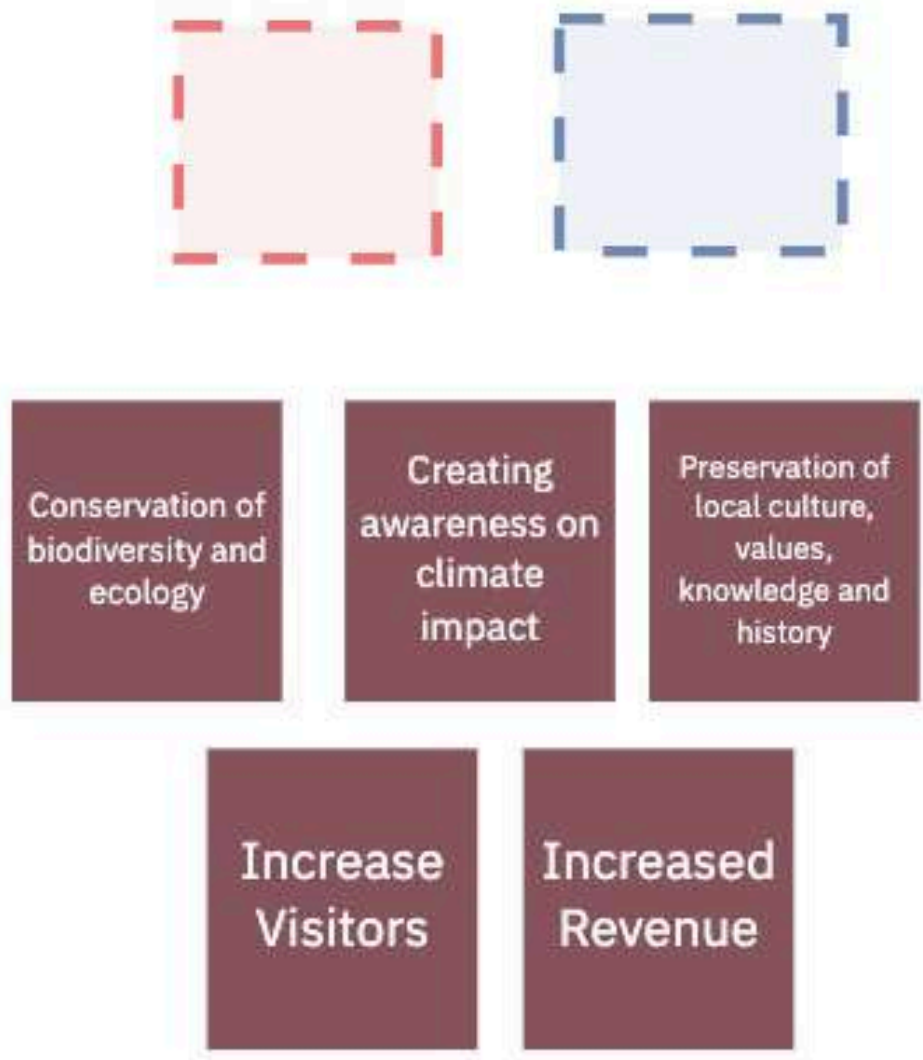 Conservation of
biodiversity and
ecology
Creating
awareness on
climate
impact
Preservation of
local culture,
values,
knowledge and
history
Increase
Visitors
Increased
Revenue